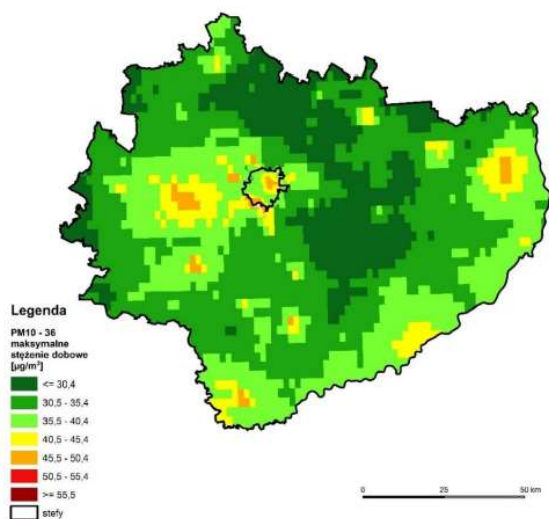 Legenda
PM10 - 36
maksymalne
stężenie dobowe
[µg/m³]
<= 30,4
30,5 - 35,4
35,5 - 40,4
40,5 - 45,4
45,5 - 50,4
50,5 - 55,4
>= 55,5
stefy
0 25 50 km